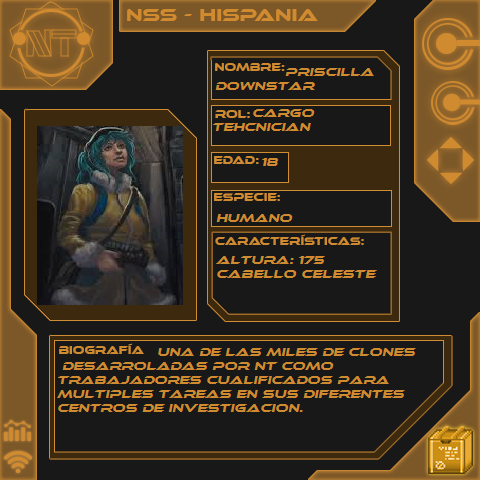 NT
NSS - HISPANIA
NOMBRE: PRISCILLA
DOWNSTAR
ROL: CARGO
TEHCNICIAN
EDAD: 18
ESPECIE:
HUMANO
CARACTERÍSTICAS:
ALTURA: 175
CABELLO CELESTE
BIOGRAFÍA UNA DE LAS MILES DE CLONES
DESARROLADAS POR NT COMO
TRABAJADORES CUALIFICADOS PARA
MULTIPLES TAREAS EN SUS DIFERENTES
CENTROS DE INVESTIGACION.